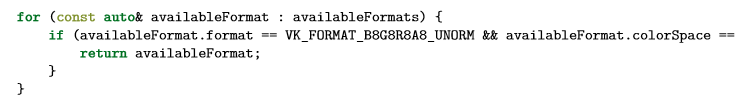 for (const auto& availableFormat : availableFormats) {
    if (availableFormat.format == VK_FORMAT_B8G8R8A8_UNORM && availableFormat.colorSpace ==
        return availableFormat;
    }
}